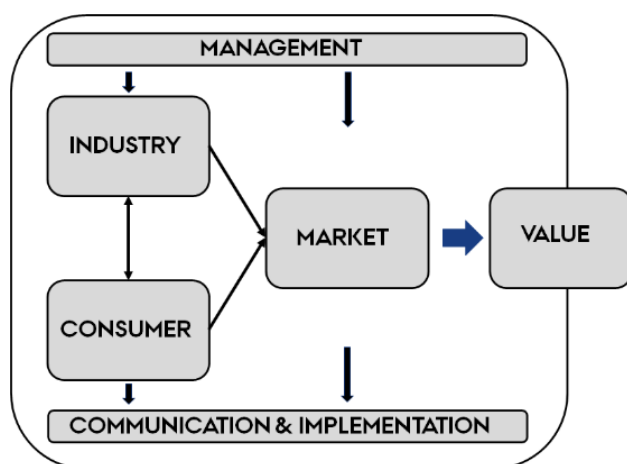 MANAGEMENT
INDUSTRY
MARKET
VALUE
CONSUMER
COMMUNICATION & IMPLEMENTATION